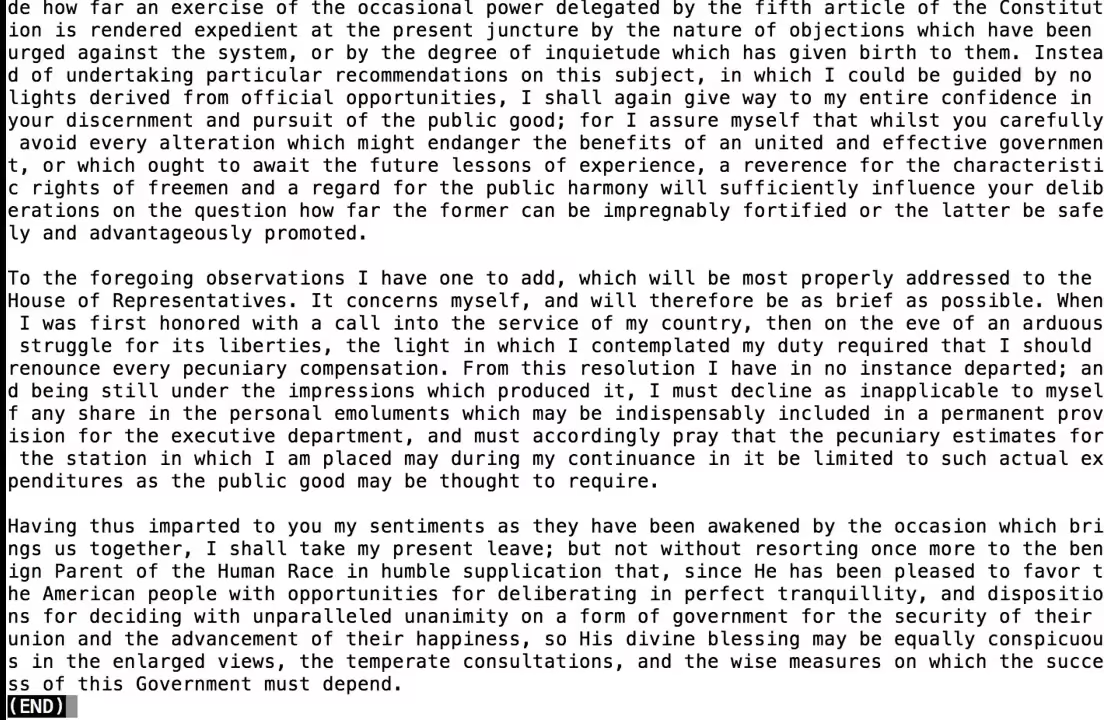 de how far an exercise of the occasional power delegated by the fifth article of the Constitut
ion is rendered expedient at the present juncture by the nature of objections which have been
urged against the system, or by the degree of inquietude which has given birth to them. Instea
d of undertaking particular recommendations on this subject, in which I could be guided by no
lights derived from official opportunities, I shall again give way to my entire confidence in
your discernment and pursuit of the public good; for I assure myself that whilst you carefully
 avoid every alteration which might endanger the benefits of an united and effective governmen
t, or which ought to await the future lessons of experience, a reverence for the characteristi
c rights of freemen and a regard for the public harmony will sufficiently influence your delib
erations on the question how far the former can be impregnably fortified or the latter be safe
ly and advantageously promoted.

To the foregoing observations I have one to add, which will be most properly addressed to the
House of Representatives. It concerns myself, and will therefore be as brief as possible. When
 I was first honored with a call into the service of my country, then on the eve of an arduous
 struggle for its liberties, the light in which I contemplated my duty required that I should
renounce every pecuniary compensation. From this resolution I have in no instance departed; an
d being still under the impressions which produced it, I must decline as inapplicable to mysel
f any share in the personal emoluments which may be indispensably included in a permanent prov
ision for the executive department, and must accordingly pray that the pecuniary estimates for
 the station in which I am placed may during my continuance in it be limited to such actual ex
penditures as the public good may be thought to require.

Having thus imparted to you my sentiments as they have been awakened by the occasion which bri
ngs us together, I shall take my present leave; but not without resorting once more to the ben
ign Parent of the Human Race in humble supplication that, since He has been pleased to favor t
he American people with opportunities for deliberating in perfect tranquillity, and dispositio
ns for deciding with unparalleled unanimity on a form of government for the security of their
union and the advancement of their happiness, so His divine blessing may be equally conspicuou
s in the enlarged views, the temperate consultations, and the wise measures on which the succe
ss of this Government must depend.
(END)